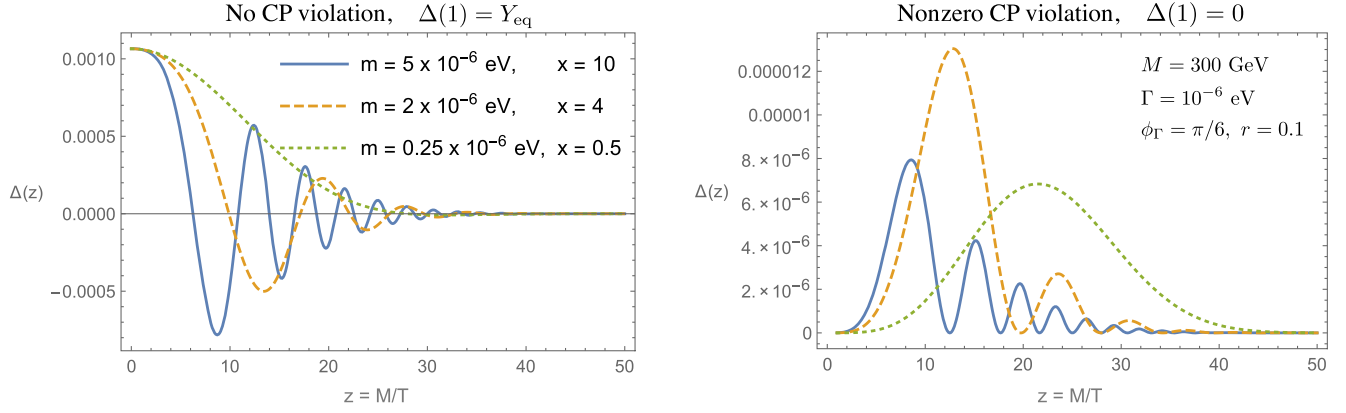 No CP violation, Δ(1) = Y_eq
0.0010
0.0005
0.0000
−0.0005
Δ(z)
m = 5 x 10⁻⁶ eV, x = 10
m = 2 x 10⁻⁶ eV, x = 4
m = 0.25 x 10⁻⁶ eV, x = 0.5
0 10 20 30 40 50
z = M/T
Nonzero CP violation, Δ(1) = 0
0.000012
0.00001
8. × 10⁻⁶
6. × 10⁻⁶
4. × 10⁻⁶
2. × 10⁻⁶
0
Δ(z)
M = 300 GeV
Γ = 10⁻⁶ eV
ϕ_Γ = π/6, r = 0.1
0 10 20 30 40 50
z = M/T